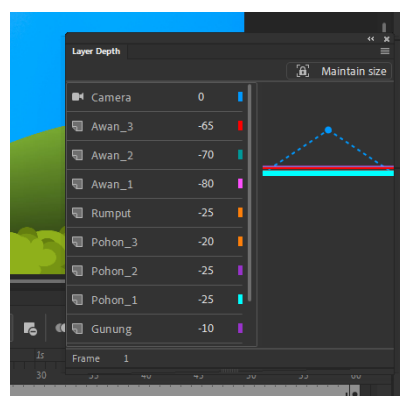 Layer Depth
Maintain size
Camera 0
Awan_3 -65
Awan_2 -70
Awan_1 -80
Rumput -25
Pohon_3 -20
Pohon_2 -25
Pohon_1 -25
Gunung -10
Frame 1
1s
30 35 40 45 50 55 60